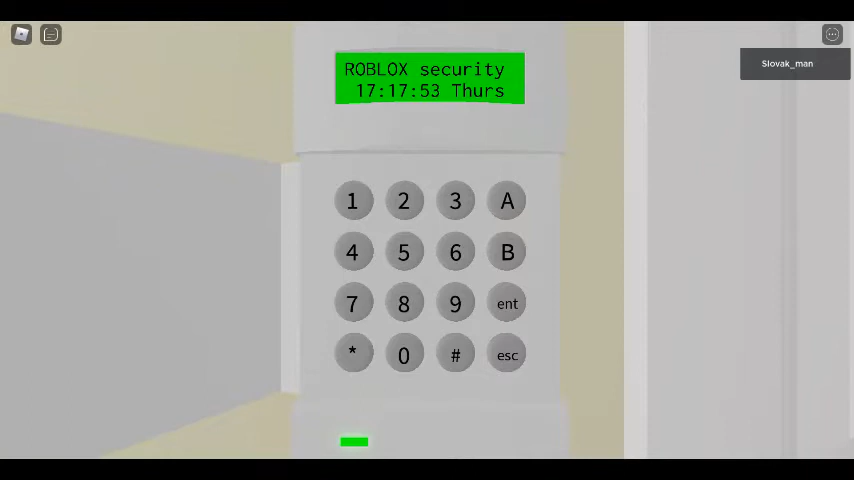 Slovak_man
ROBLOX security
17:17:53 Thurs
1 2 3 A
4 5 6 B
7 8 9 ent
* 0 # esc